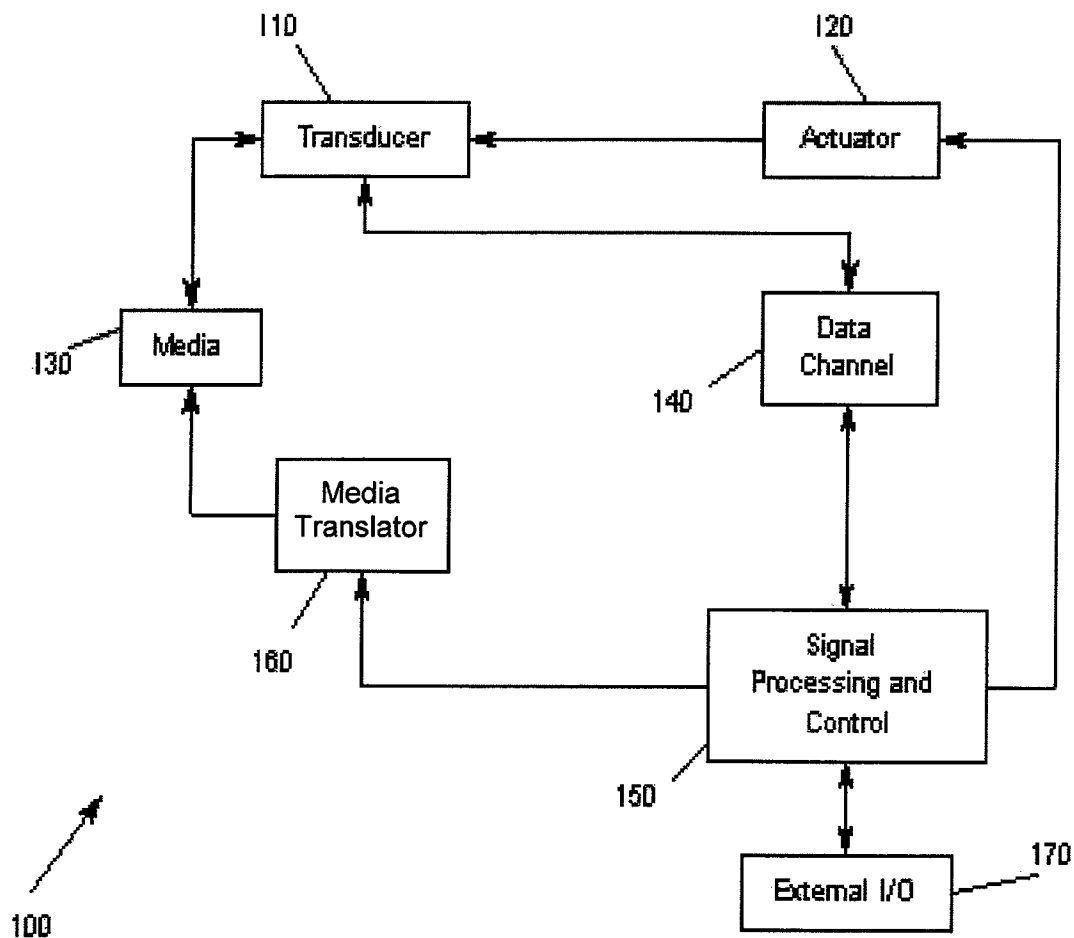 110
120
Transducer
Actuator
130
Media
Data
Channel
140
Media
Translator
160
Signal
Processing and
Control
150
170
External I/O
100